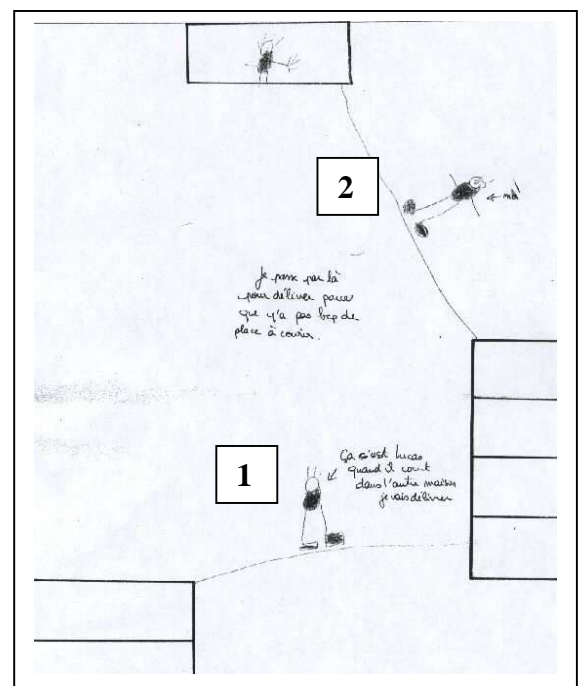 2
← moi
Je passe par là
pour délivrer parce
que y'a pas bcp de
place à courir.
1
Ça c'est Lucas
quand il court
dans l'autre maison
je vais délivrer